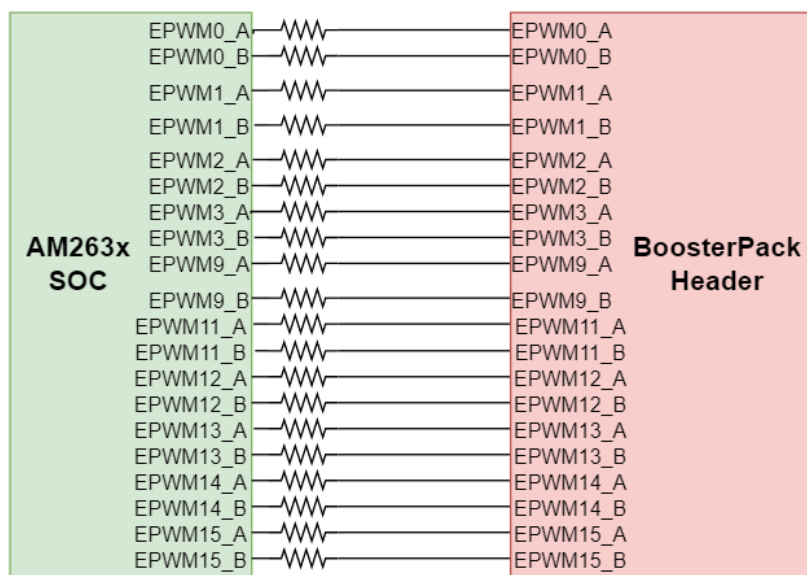 EPWM0_A EPWM0_A
EPWM0_B EPWM0_B
EPWM1_A EPWM1_A
EPWM1_B EPWM1_B
EPWM2_A EPWM2_A
EPWM2_B EPWM2_B
EPWM3_A EPWM3_A
EPWM3_B EPWM3_B
AM263x SOC
BoosterPack Header
EPWM9_A EPWM9_A
EPWM9_B EPWM9_B
EPWM11_A EPWM11_A
EPWM11_B EPWM11_B
EPWM12_A EPWM12_A
EPWM12_B EPWM12_B
EPWM13_A EPWM13_A
EPWM13_B EPWM13_B
EPWM14_A EPWM14_A
EPWM14_B EPWM14_B
EPWM15_A EPWM15_A
EPWM15_B EPWM15_B